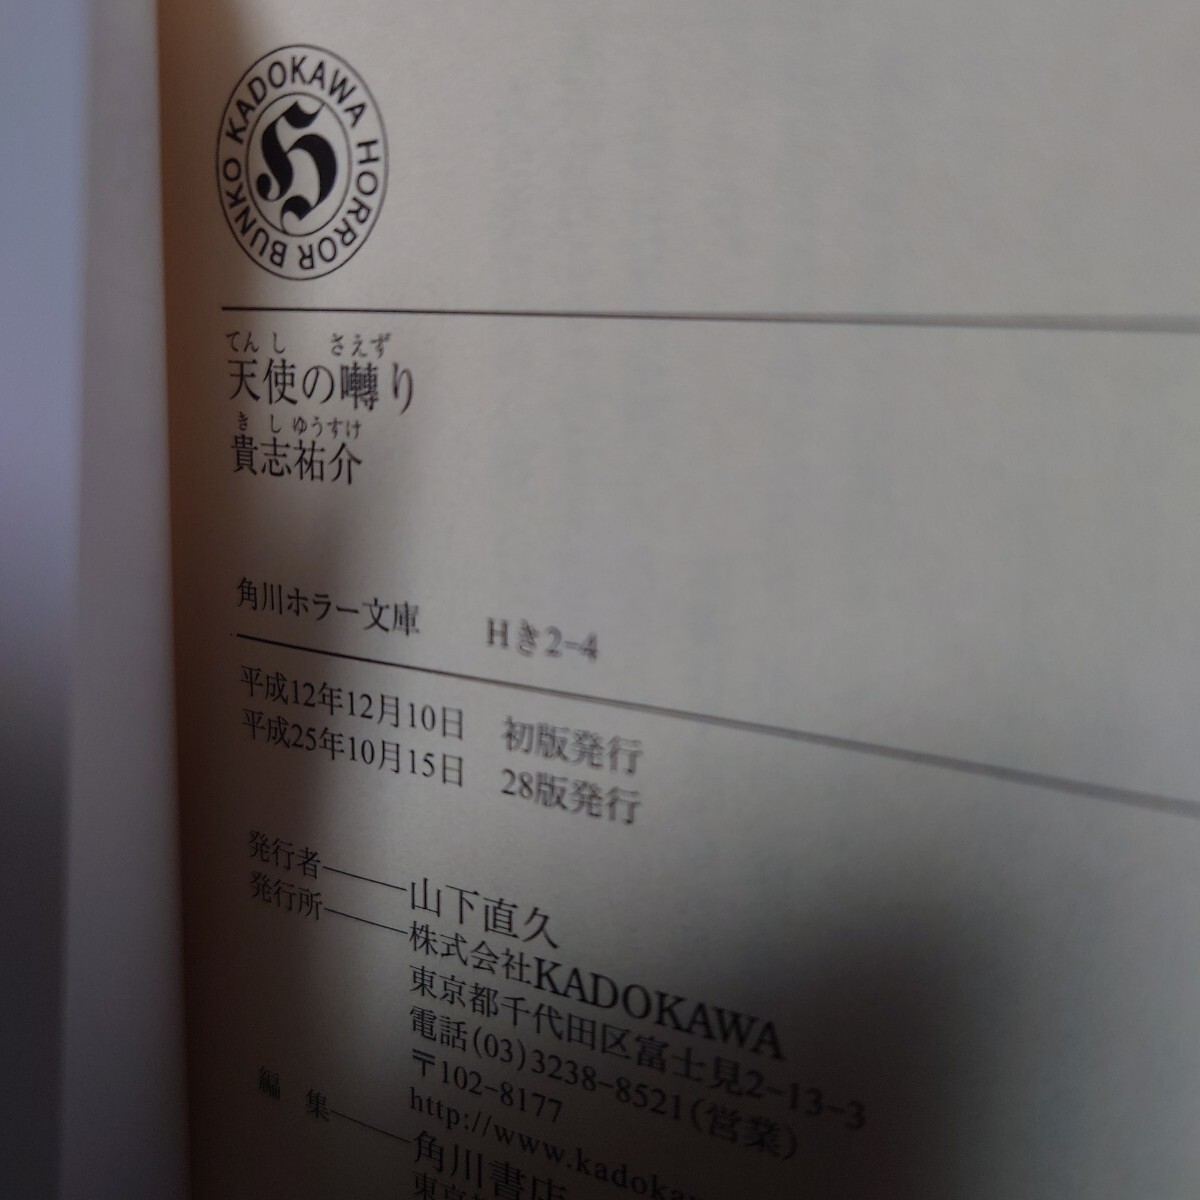 KADOKAWA HORROR BUNKO
H
てんし さえず
天使の囀り
きし ゆうすけ
貴志祐介
角川ホラー文庫 Hき2-4
平成12年12月10日 初版発行
平成25年10月15日 28版発行
発行者――山下直久
発行所――株式会社KADOKAWA
東京都千代田区富士見2-13-3
電話(03)3238-8521(営業)
〒102-8177
http://www.kadoka
編 集――角川書店
東京